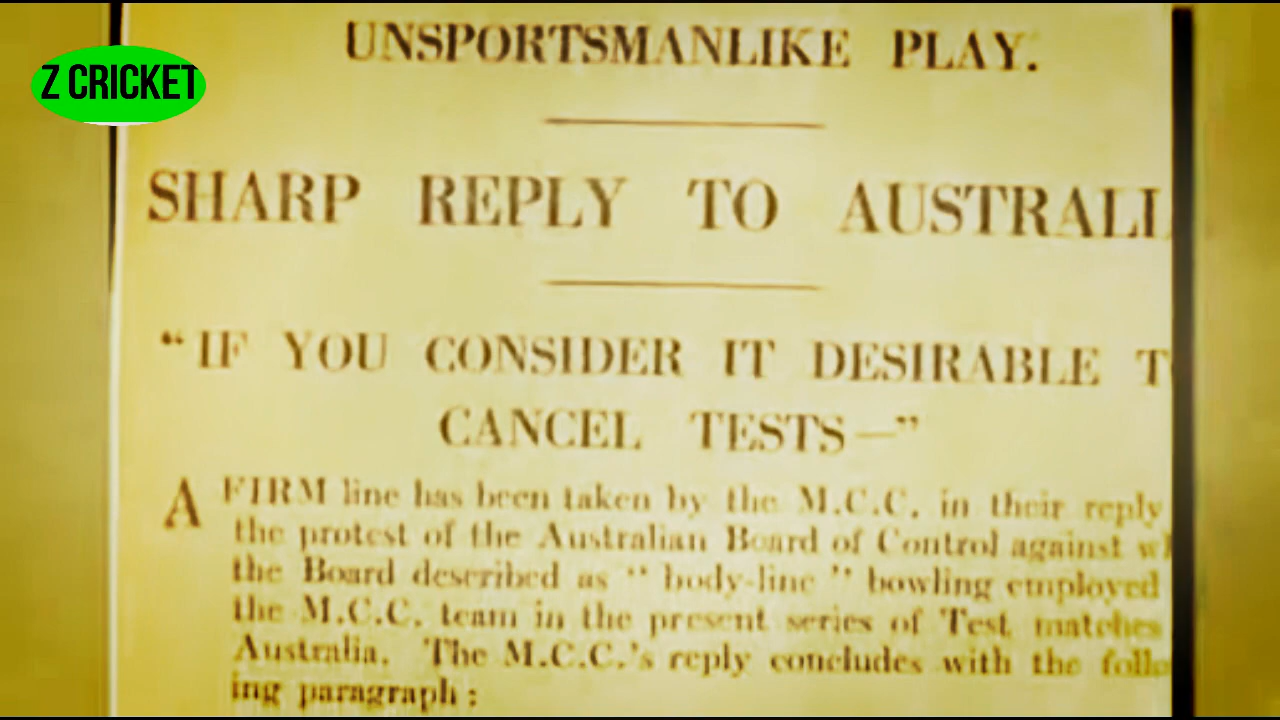 UNSPORTSMANLIKE PLAY.
Z CRICKET
SHARP REPLY TO AUSTRALI
“IF YOU CONSIDER IT DESIRABLE T
CANCEL TESTS—”
A FIRM line has been taken by the M.C.C. in their reply
the protest of the Australian Board of Control against
the Board described as “body-line” bowling employed
the M.C.C. team in the present series of Test matches
Australia. The M.C.C.'s reply concludes with the follo
ing paragraph: